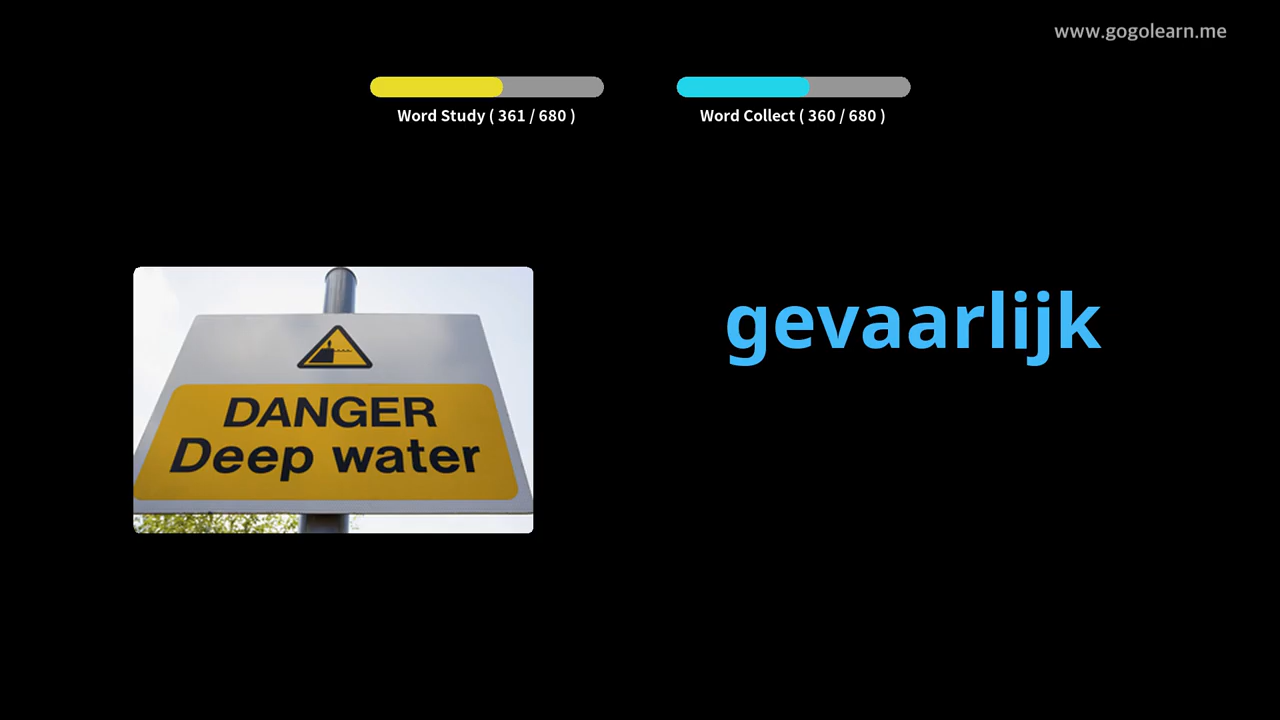 www.gogolearn.me
Word Study ( 361 / 680 )
Word Collect ( 360 / 680 )
gevaarlijk
DANGER
Deep water